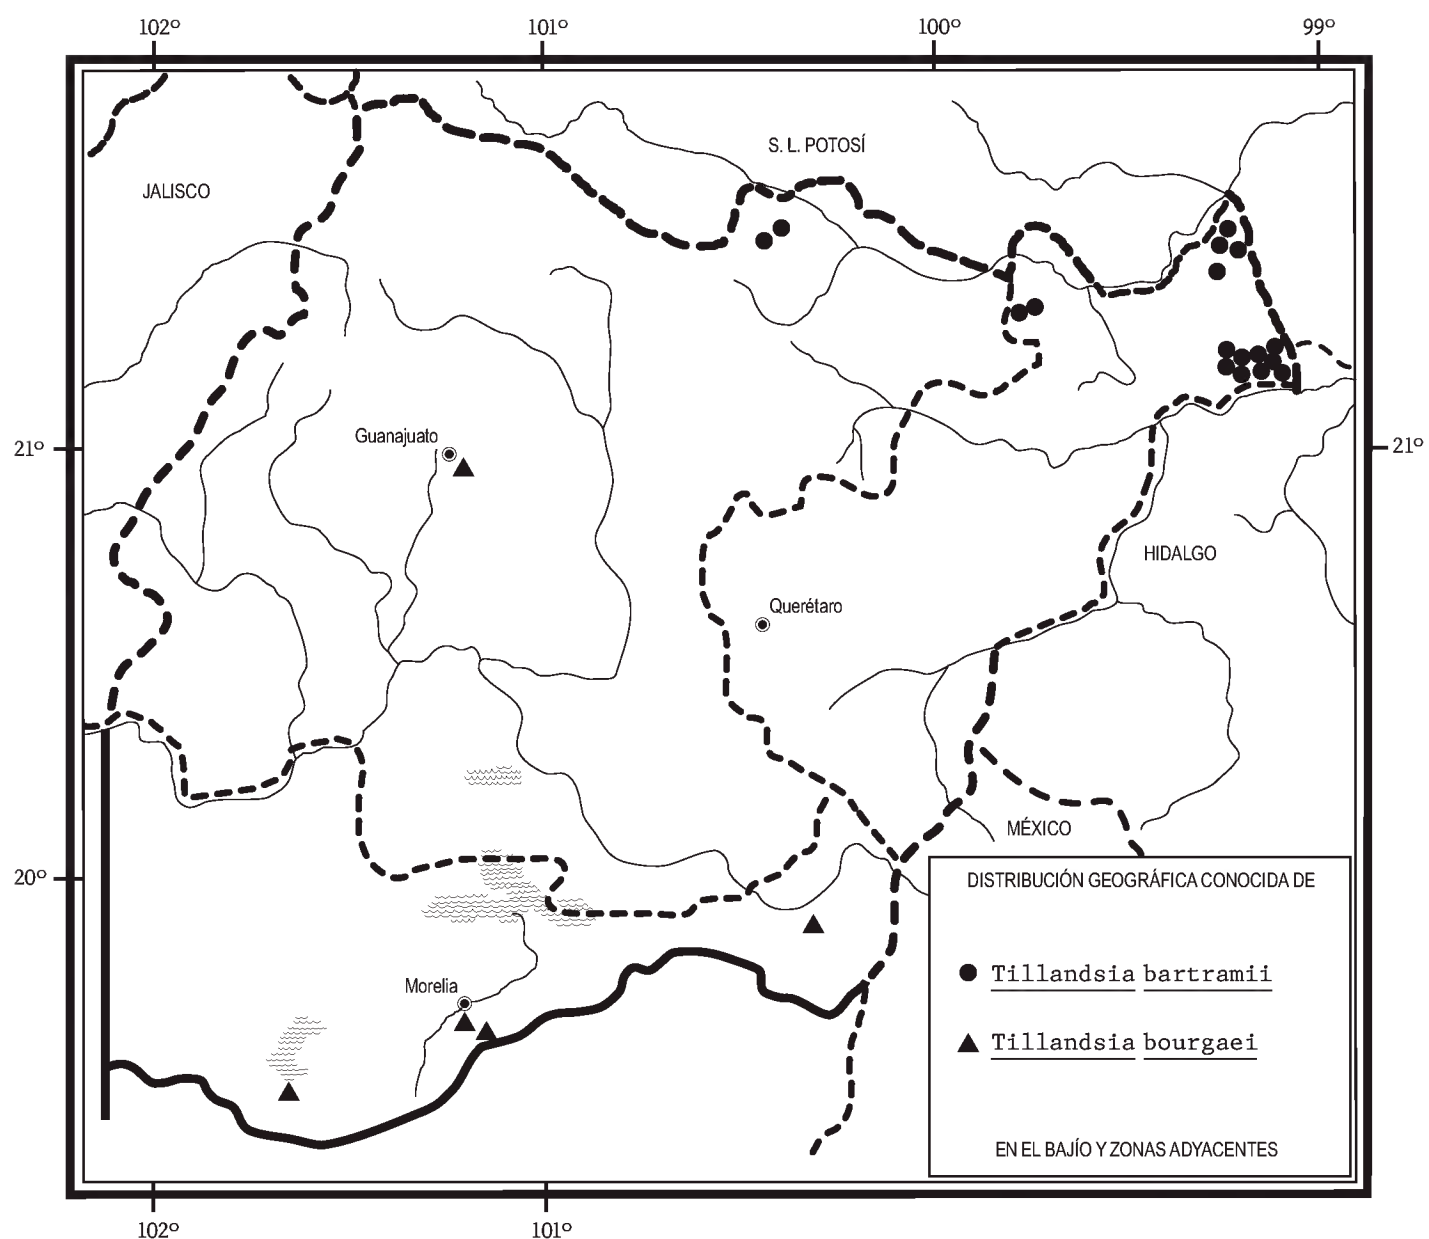 102º 101º 100º 99º
S. L. POTOSÍ
JALISCO
Guanajuato
21º 21º
HIDALGO
Querétaro
MÉXICO
20º
DISTRIBUCIÓN GEOGRÁFICA CONOCIDA DE
Tillandsia bartramii
Morelia
Tillandsia bourgaei
EN EL BAJÍO Y ZONAS ADYACENTES
102º 101º